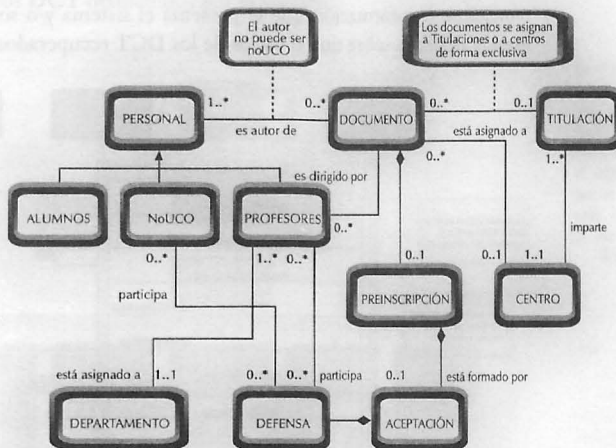 El autor
no puede ser
noUCO
Los documentos se asignan
a Titulaciones o a centros
de forma exclusiva
1..*
0..*
0..*
0..1
PERSONAL
DOCUMENTO
TITULACIÓN
es autor de
está asignado a
0..*
1..*
es dirigido por
ALUMNOS
NoUCO
PROFESORES
0..*
imparte
0..*
1..*
0..*
0..1
0..1
1..1
participa
PREINSCRIPCIÓN
CENTRO
está asignado a
1..1
0..*
0..*
participa
0..1
está formado por
DEPARTAMENTO
DEFENSA
ACEPTACIÓN